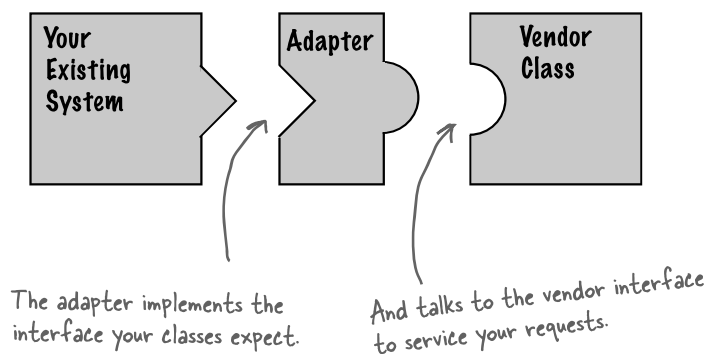 Your
Existing
System
Adapter
Vendor
Class
The adapter implements the
interface your classes expect.
And talks to the vendor interface
to service your requests.